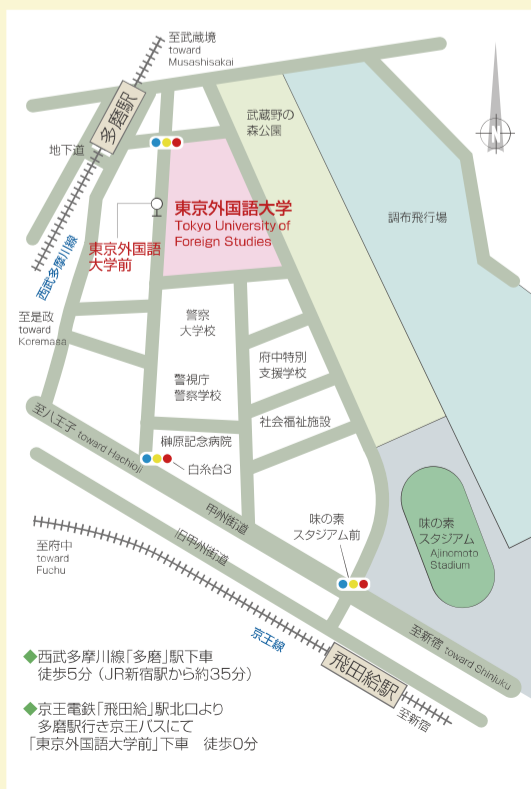 至武蔵境
toward
Musashisakai
多磨駅
地下道
武蔵野の
森公園
N
調布飛行場
東京外国語大学
Tokyo University of
Foreign Studies
東京外国語
大学前
西武多摩川線
至是政
toward
Koremasa
警察
大学校
府中特別
支援学校
警視庁
警察学校
社会福祉施設
榊原記念病院
白糸台3
至八王子 toward Hachioji
甲州街道
旧甲州街道
味の素
スタジアム前
味の素
スタジアム
Ajinomoto
Stadium
至府中
toward
Fuchu
京王線
至新宿 toward Shinjuku
飛田給駅
至新宿
◆西武多摩川線「多磨」駅下車
徒歩5分 (JR新宿駅から約35分)
◆京王電鉄「飛田給」駅北口より
多磨駅行き京王バスにて
「東京外国語大学前」下車 徒歩0分